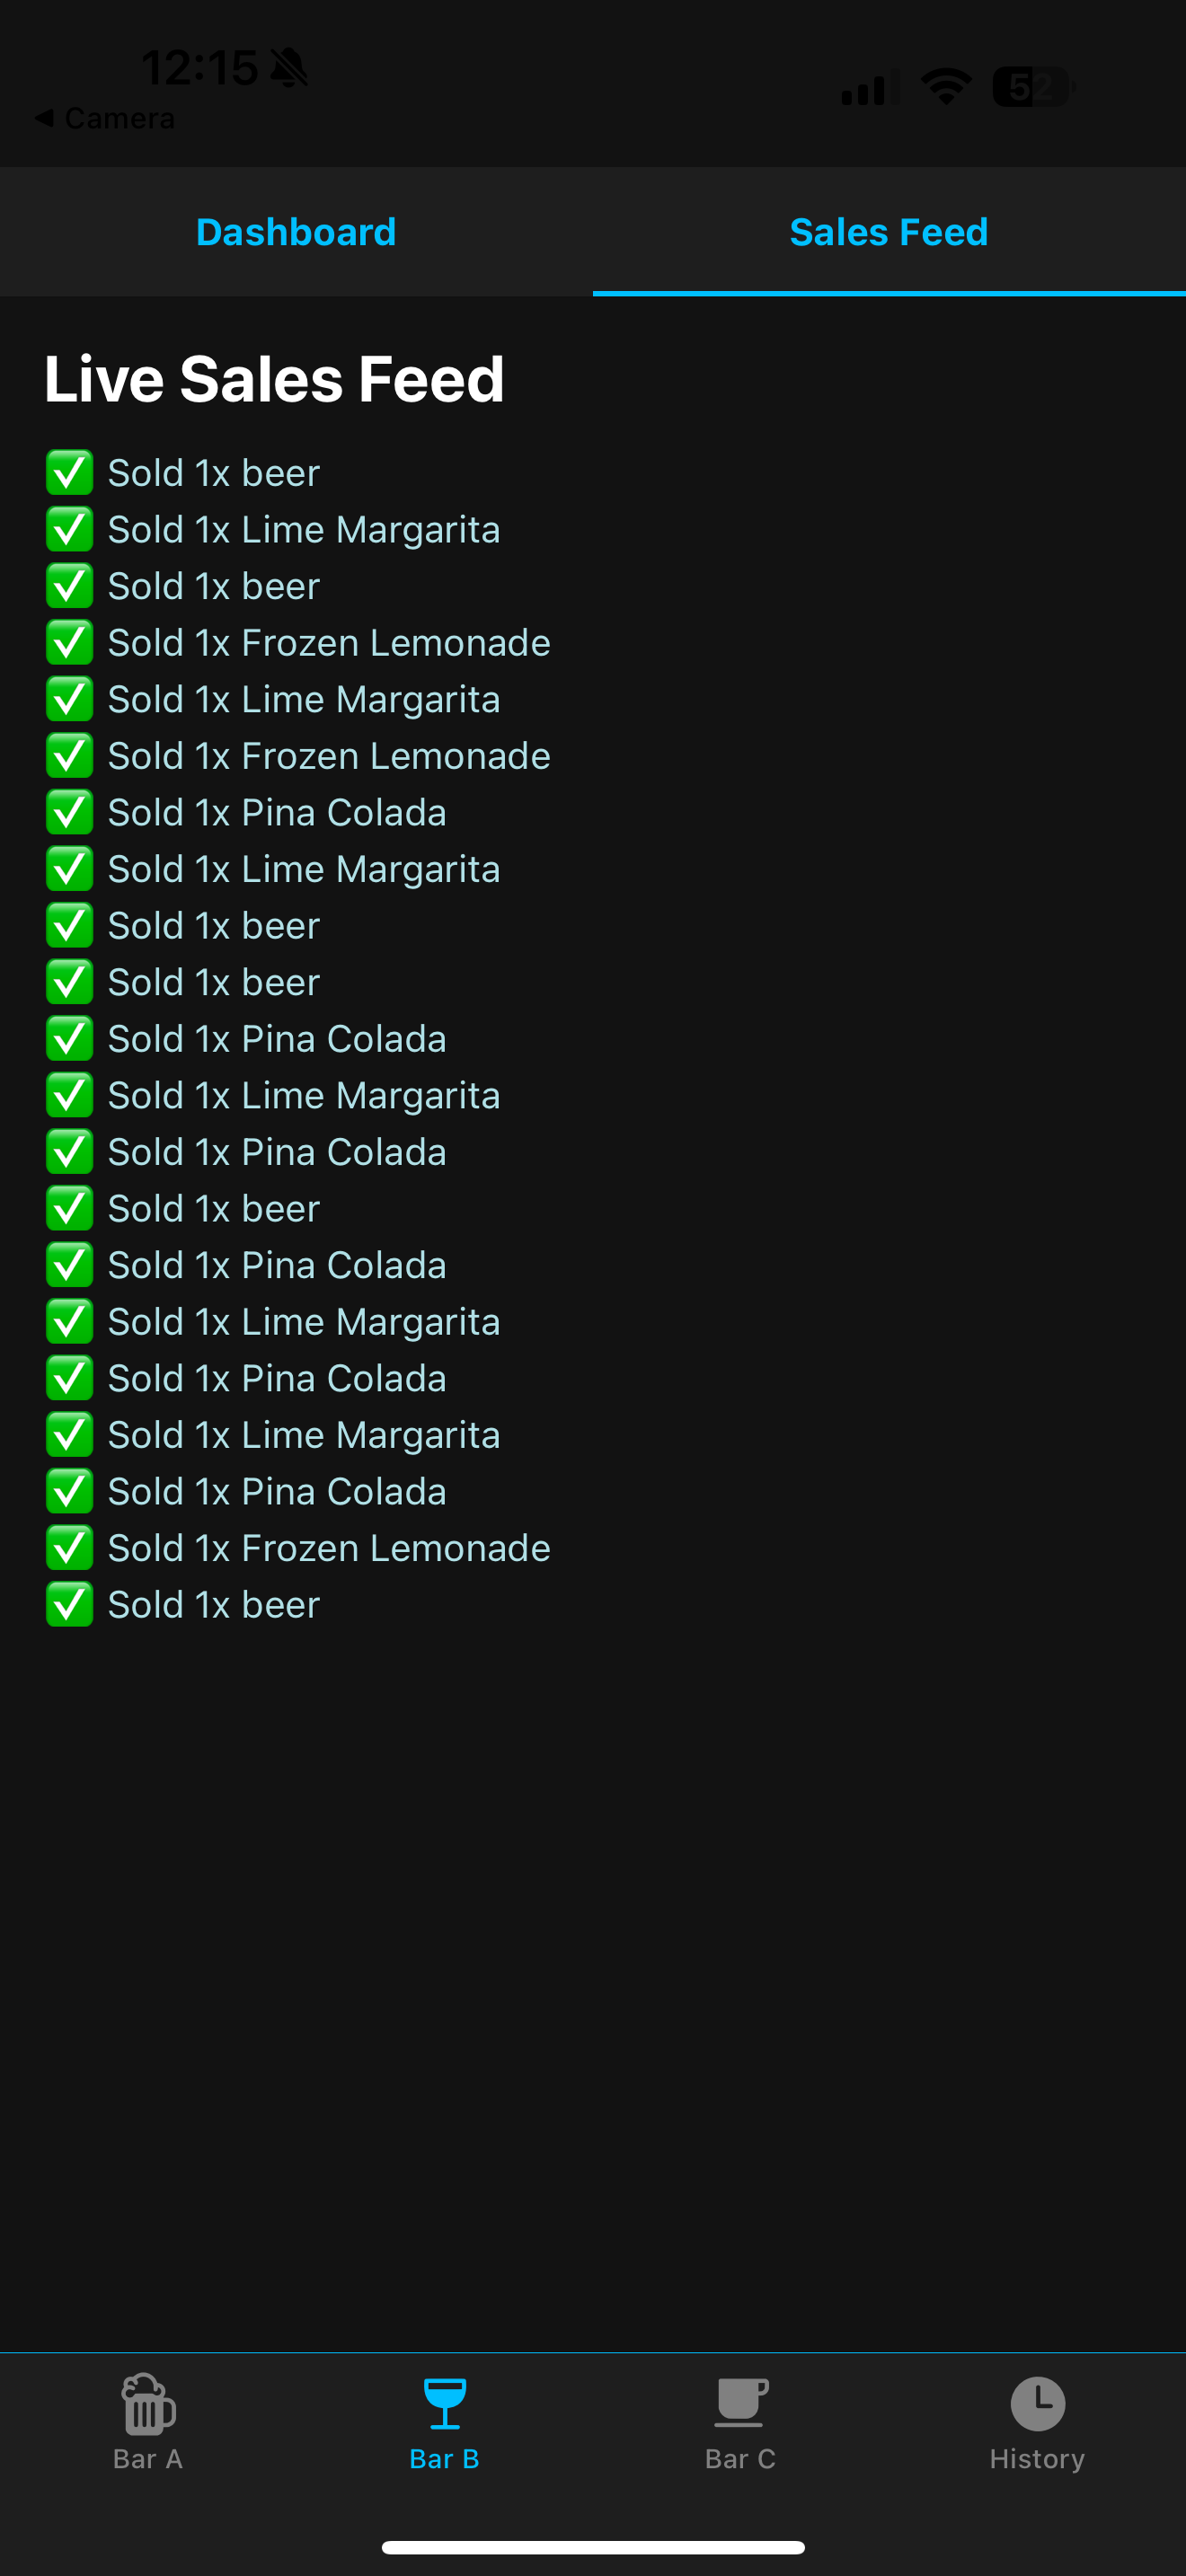 12:15
◀ Camera
52
Dashboard
Sales Feed
Live Sales Feed
✅ Sold 1x beer
✅ Sold 1x Lime Margarita
✅ Sold 1x beer
✅ Sold 1x Frozen Lemonade
✅ Sold 1x Lime Margarita
✅ Sold 1x Frozen Lemonade
✅ Sold 1x Pina Colada
✅ Sold 1x Lime Margarita
✅ Sold 1x beer
✅ Sold 1x beer
✅ Sold 1x Pina Colada
✅ Sold 1x Lime Margarita
✅ Sold 1x Pina Colada
✅ Sold 1x beer
✅ Sold 1x Pina Colada
✅ Sold 1x Lime Margarita
✅ Sold 1x Pina Colada
✅ Sold 1x Lime Margarita
✅ Sold 1x Pina Colada
✅ Sold 1x Frozen Lemonade
✅ Sold 1x beer
Bar A
Bar B
Bar C
History